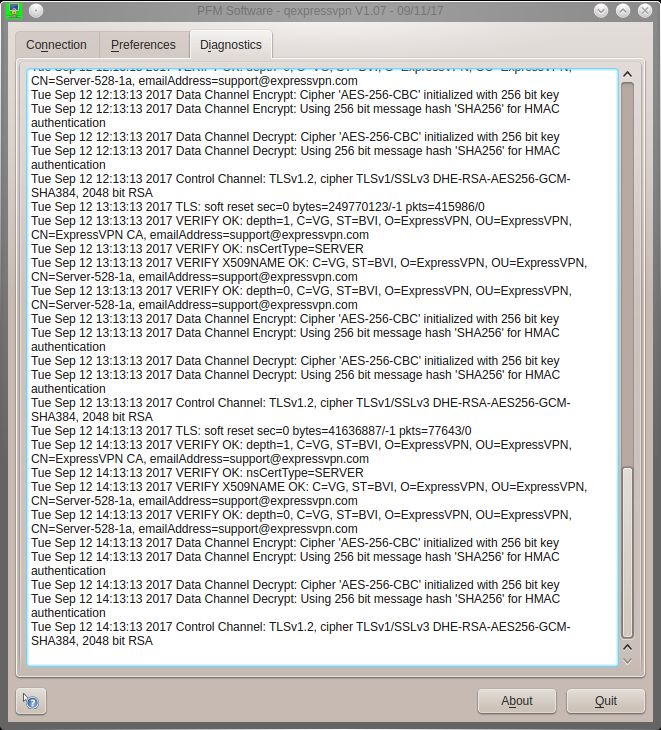 PFM Software - qexpressvpn V1.07 - 09/11/17
Connection
Preferences
Diagnostics
CN=Server-528-1a, emailAddress=support@expressvpn.com
Tue Sep 12 12:13:13 2017 Data Channel Encrypt: Cipher 'AES-256-CBC' initialized with 256 bit key
Tue Sep 12 12:13:13 2017 Data Channel Encrypt: Using 256 bit message hash 'SHA256' for HMAC
authentication
Tue Sep 12 12:13:13 2017 Data Channel Decrypt: Cipher 'AES-256-CBC' initialized with 256 bit key
Tue Sep 12 12:13:13 2017 Data Channel Decrypt: Using 256 bit message hash 'SHA256' for HMAC
authentication
Tue Sep 12 12:13:13 2017 Control Channel: TLSv1.2, cipher TLSv1/SSLv3 DHE-RSA-AES256-GCM-
SHA384, 2048 bit RSA
Tue Sep 12 13:13:13 2017 TLS: soft reset sec=0 bytes=249770123/-1 pkts=415986/0
Tue Sep 12 13:13:13 2017 VERIFY OK: depth=1, C=VG, ST=BVI, O=ExpressVPN, OU=ExpressVPN,
CN=ExpressVPN CA, emailAddress=support@expressvpn.com
Tue Sep 12 13:13:13 2017 VERIFY OK: nsCertType=SERVER
Tue Sep 12 13:13:13 2017 VERIFY X509NAME OK: C=VG, ST=BVI, O=ExpressVPN, OU=ExpressVPN,
CN=Server-528-1a, emailAddress=support@expressvpn.com
Tue Sep 12 13:13:13 2017 VERIFY OK: depth=0, C=VG, ST=BVI, O=ExpressVPN, OU=ExpressVPN,
CN=Server-528-1a, emailAddress=support@expressvpn.com
Tue Sep 12 13:13:13 2017 Data Channel Encrypt: Cipher 'AES-256-CBC' initialized with 256 bit key
Tue Sep 12 13:13:13 2017 Data Channel Encrypt: Using 256 bit message hash 'SHA256' for HMAC
authentication
Tue Sep 12 13:13:13 2017 Data Channel Decrypt: Cipher 'AES-256-CBC' initialized with 256 bit key
Tue Sep 12 13:13:13 2017 Data Channel Decrypt: Using 256 bit message hash 'SHA256' for HMAC
authentication
Tue Sep 12 13:13:13 2017 Control Channel: TLSv1.2, cipher TLSv1/SSLv3 DHE-RSA-AES256-GCM-
SHA384, 2048 bit RSA
Tue Sep 12 14:13:13 2017 TLS: soft reset sec=0 bytes=41636887/-1 pkts=77643/0
Tue Sep 12 14:13:13 2017 VERIFY OK: depth=1, C=VG, ST=BVI, O=ExpressVPN, OU=ExpressVPN,
CN=ExpressVPN CA, emailAddress=support@expressvpn.com
Tue Sep 12 14:13:13 2017 VERIFY OK: nsCertType=SERVER
Tue Sep 12 14:13:13 2017 VERIFY X509NAME OK: C=VG, ST=BVI, O=ExpressVPN, OU=ExpressVPN,
CN=Server-528-1a, emailAddress=support@expressvpn.com
Tue Sep 12 14:13:13 2017 VERIFY OK: depth=0, C=VG, ST=BVI, O=ExpressVPN, OU=ExpressVPN,
CN=Server-528-1a, emailAddress=support@expressvpn.com
Tue Sep 12 14:13:13 2017 Data Channel Encrypt: Cipher 'AES-256-CBC' initialized with 256 bit key
Tue Sep 12 14:13:13 2017 Data Channel Encrypt: Using 256 bit message hash 'SHA256' for HMAC
authentication
Tue Sep 12 14:13:13 2017 Data Channel Decrypt: Cipher 'AES-256-CBC' initialized with 256 bit key
Tue Sep 12 14:13:13 2017 Data Channel Decrypt: Using 256 bit message hash 'SHA256' for HMAC
authentication
Tue Sep 12 14:13:13 2017 Control Channel: TLSv1.2, cipher TLSv1/SSLv3 DHE-RSA-AES256-GCM-
SHA384, 2048 bit RSA
About
Quit